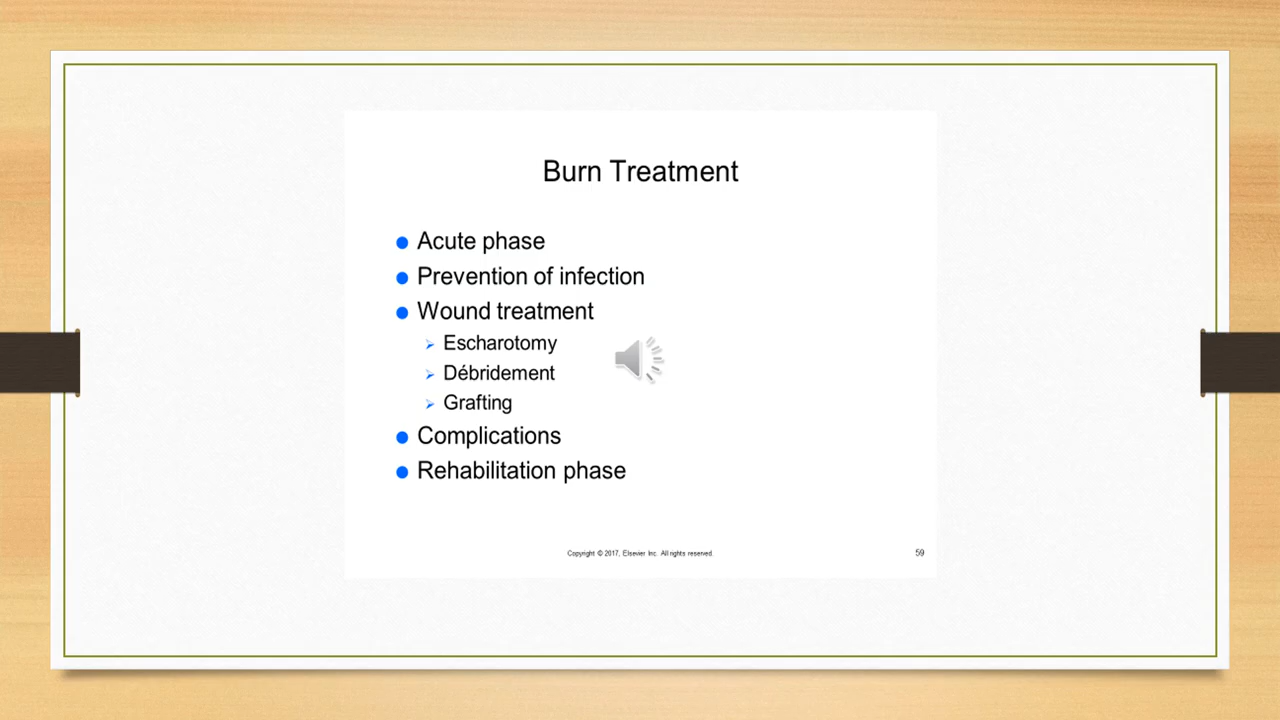 Burn Treatment
Acute phase
Prevention of infection
Wound treatment
Escharotomy
Débridement
Grafting
Complications
Rehabilitation phase
Copyright © 2017, Elsevier Inc. All rights reserved.
59